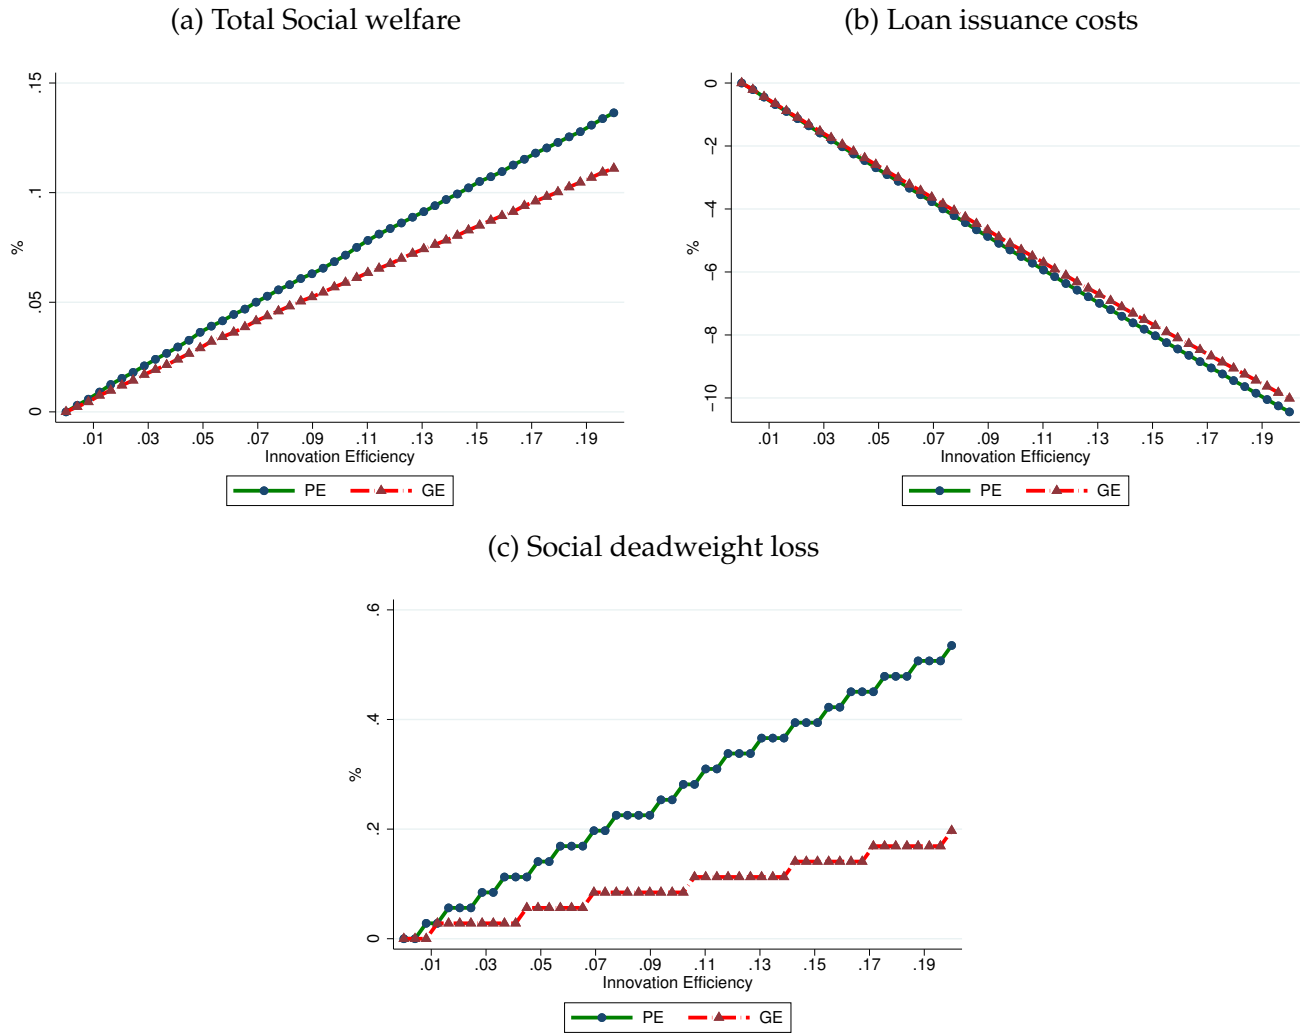 (a) Total Social welfare
.15
.1
.05
0
%
.01 .03 .05 .07 .09 .11 .13 .15 .17 .19
Innovation Efficiency
PE GE
(b) Loan issuance costs
0
−2
−4
−6
−8
−10
%
.01 .03 .05 .07 .09 .11 .13 .15 .17 .19
Innovation Efficiency
PE GE
(c) Social deadweight loss
.6
.4
.2
0
%
.01 .03 .05 .07 .09 .11 .13 .15 .17 .19
Innovation Efficiency
PE GE